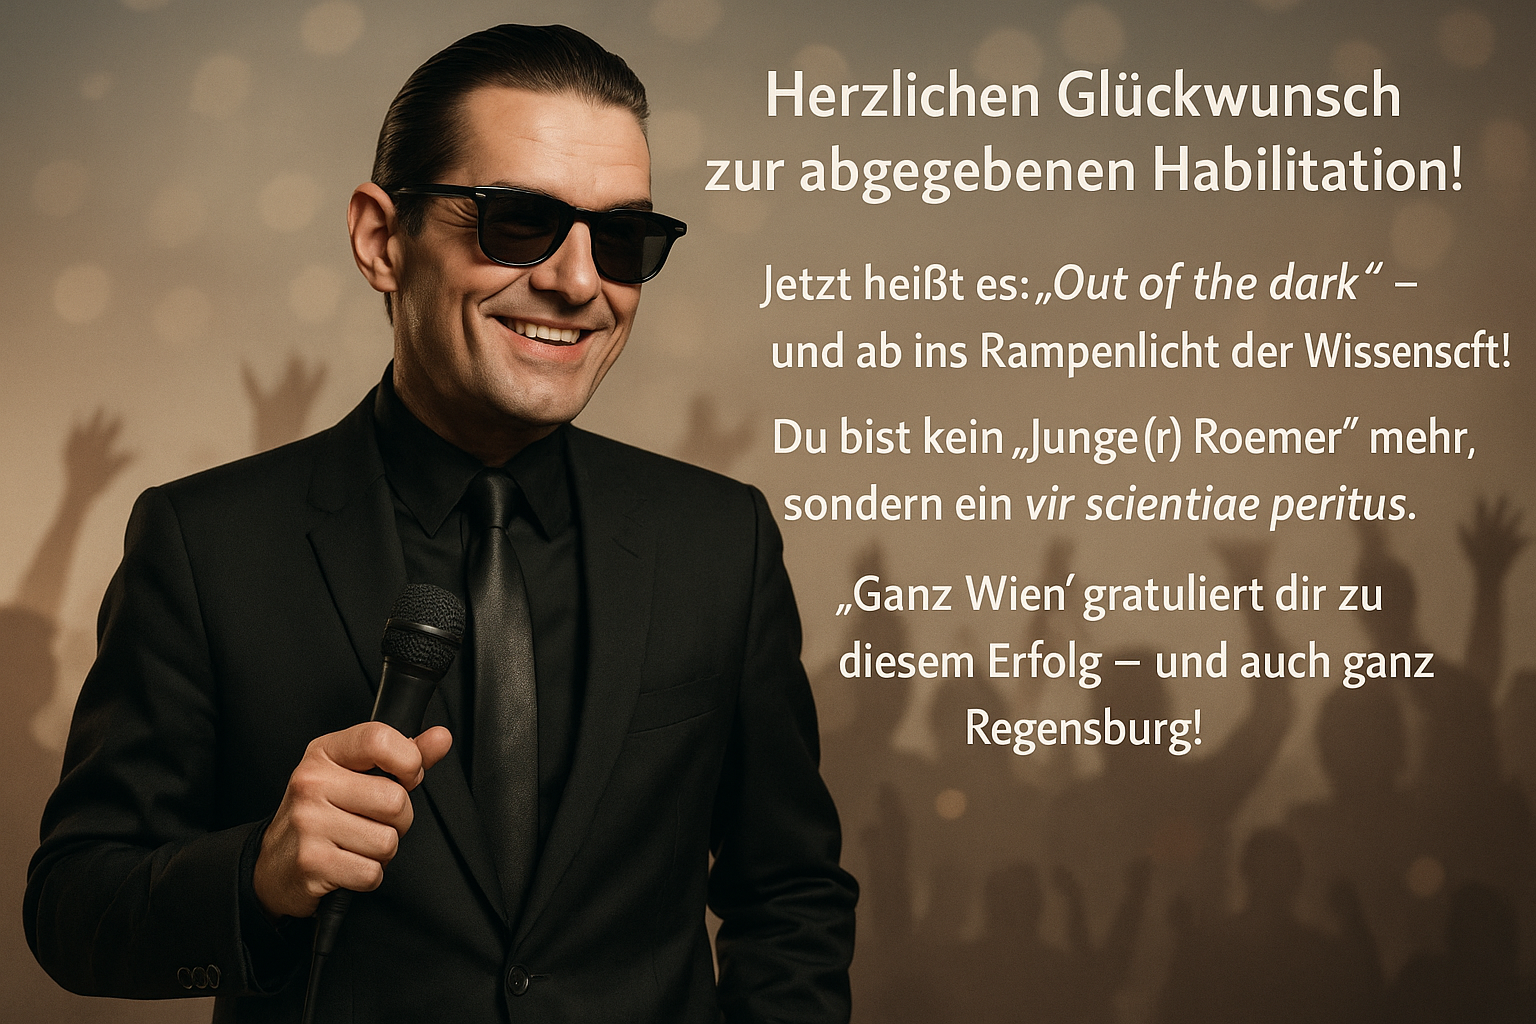 Herzlichen Glückwunsch
zur abgegebenen Habilitation!
Jetzt heißt es: „Out of the dark“ –
und ab ins Rampenlicht der Wissenscft!
Du bist kein „Junge(r) Roemer” mehr,
sondern ein vir scientiae peritus.
„Ganz Wien’ gratuliert dir zu
diesem Erfolg – und auch ganz
Regensburg!